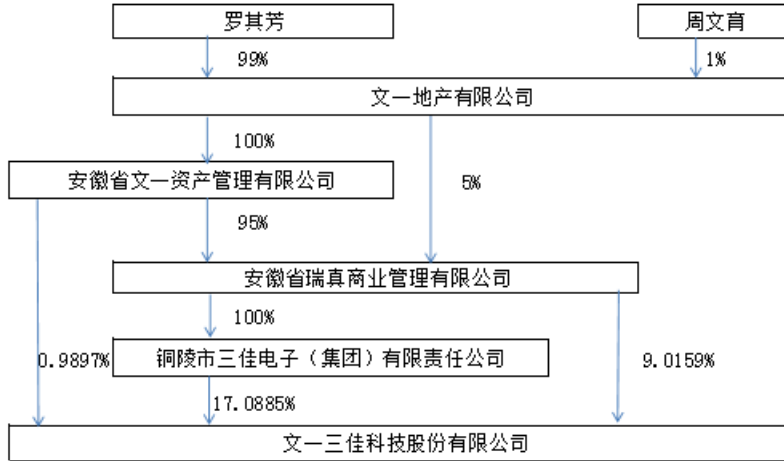 罗其芳
周文育
99%
1%
文一地产有限公司
100%
安徽省文一资产管理有限公司
5%
95%
安徽省瑞真商业管理有限公司
100%
0.9897%
铜陵市三佳电子（集团）有限责任公司
9.0159%
17.0885%
文一三佳科技股份有限公司